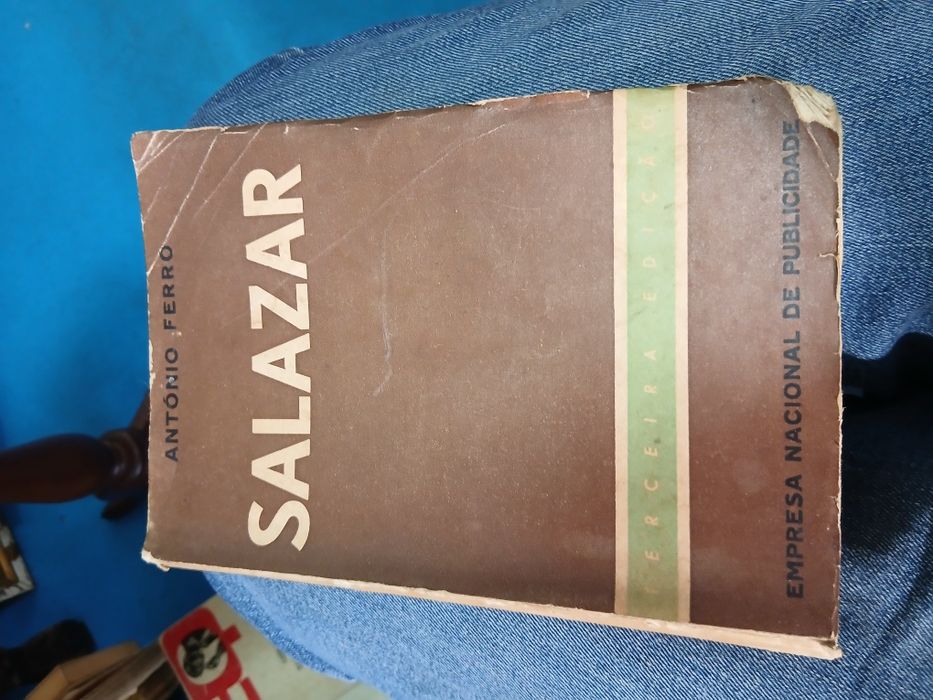 ANTÓNIO FERRO
SALAZAR
TERCEIRA EDIÇÃO
EMPRESA NACIONAL DE PUBLICIDADE